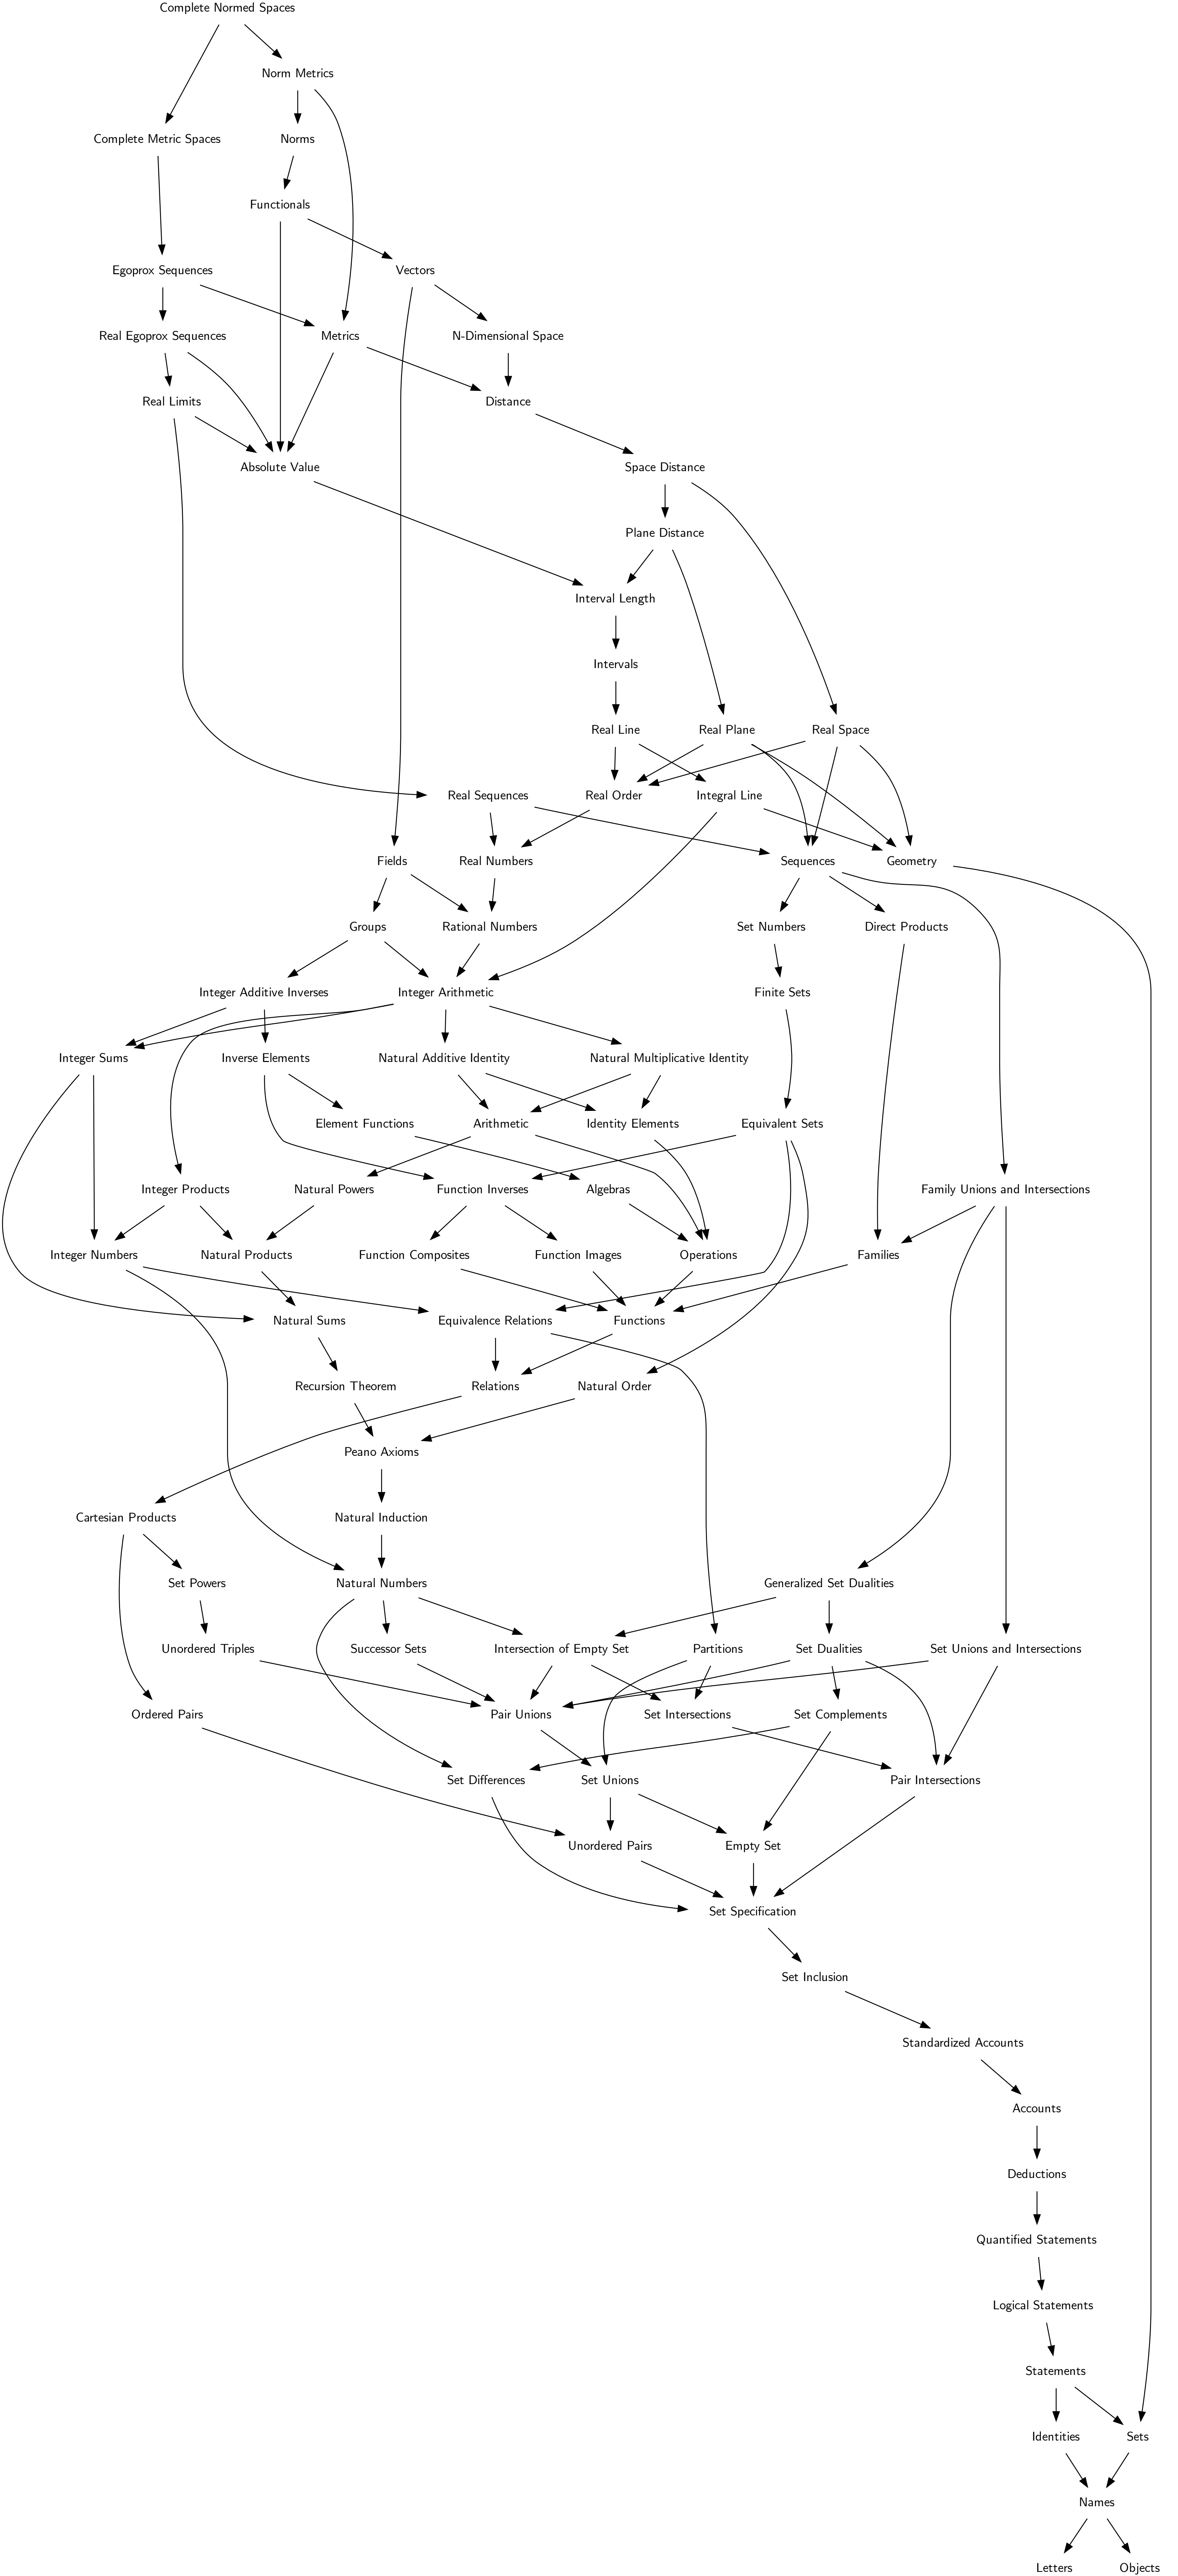 Complete Normed Spaces
Norm Metrics
Complete Metric Spaces
Norms
Functionals
Egoprox Sequences
Vectors
Real Egoprox Sequences
Metrics
N-Dimensional Space
Real Limits
Distance
Absolute Value
Space Distance
Plane Distance
Interval Length
Intervals
Real Line
Real Plane
Real Space
Real Sequences
Real Order
Integral Line
Fields
Real Numbers
Sequences
Geometry
Groups
Rational Numbers
Set Numbers
Direct Products
Integer Additive Inverses
Integer Arithmetic
Finite Sets
Integer Sums
Inverse Elements
Natural Additive Identity
Natural Multiplicative Identity
Element Functions
Arithmetic
Identity Elements
Equivalent Sets
Integer Products
Natural Powers
Function Inverses
Algebras
Family Unions and Intersections
Integer Numbers
Natural Products
Function Composites
Function Images
Operations
Families
Natural Sums
Equivalence Relations
Functions
Recursion Theorem
Relations
Natural Order
Peano Axioms
Cartesian Products
Natural Induction
Set Powers
Natural Numbers
Generalized Set Dualities
Unordered Triples
Successor Sets
Intersection of Empty Set
Partitions
Set Dualities
Set Unions and Intersections
Ordered Pairs
Pair Unions
Set Intersections
Set Complements
Set Differences
Set Unions
Pair Intersections
Unordered Pairs
Empty Set
Set Specification
Set Inclusion
Standardized Accounts
Accounts
Deductions
Quantified Statements
Logical Statements
Statements
Identities
Sets
Names
Letters
Objects